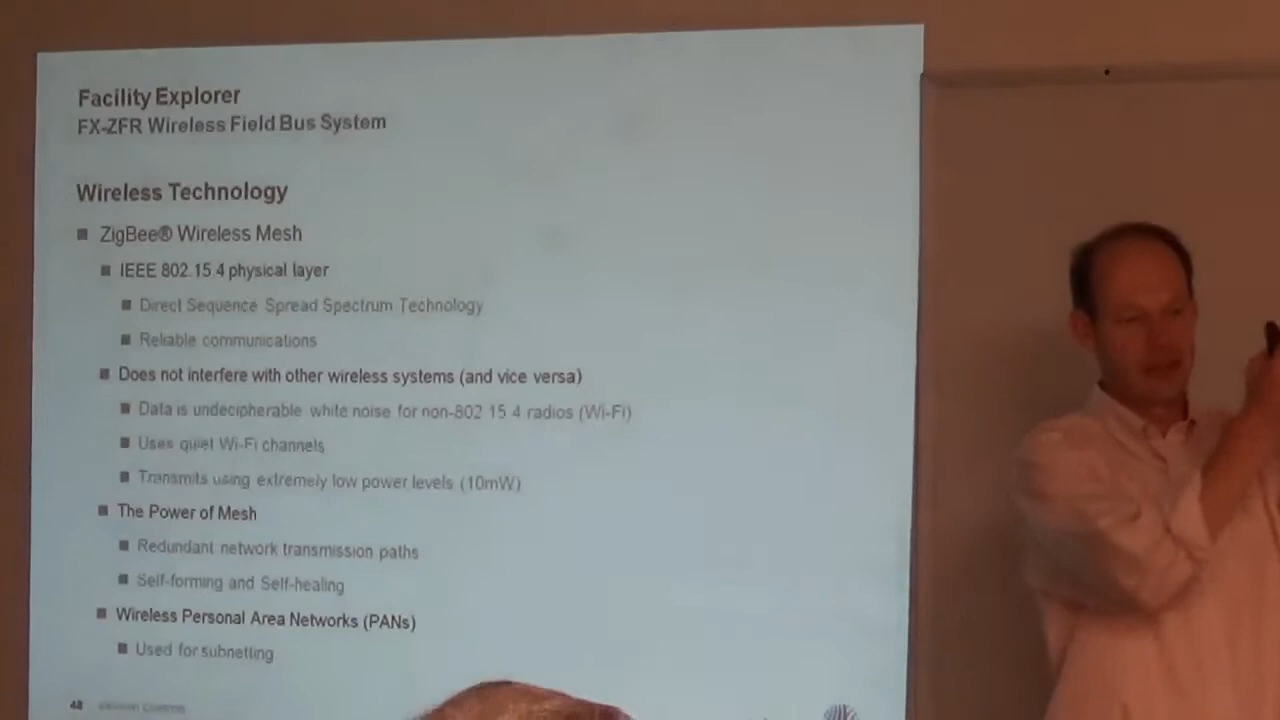 Facility Explorer
FX-ZFR Wireless Field Bus System
Wireless Technology
ZigBee® Wireless Mesh
IEEE 802.15.4 physical layer
Direct Sequence Spread Spectrum Technology
Reliable communications
Does not interfere with other wireless systems (and vice versa)
Data is undecipherable white noise for non-802.15.4 radios (Wi-Fi)
Uses quiet Wi-Fi channels
Transmits using extremely low power levels (10mW)
The Power of Mesh
Redundant network transmission paths
Self-forming and Self-healing
Wireless Personal Area Networks (PANs)
Used for subnetting
48